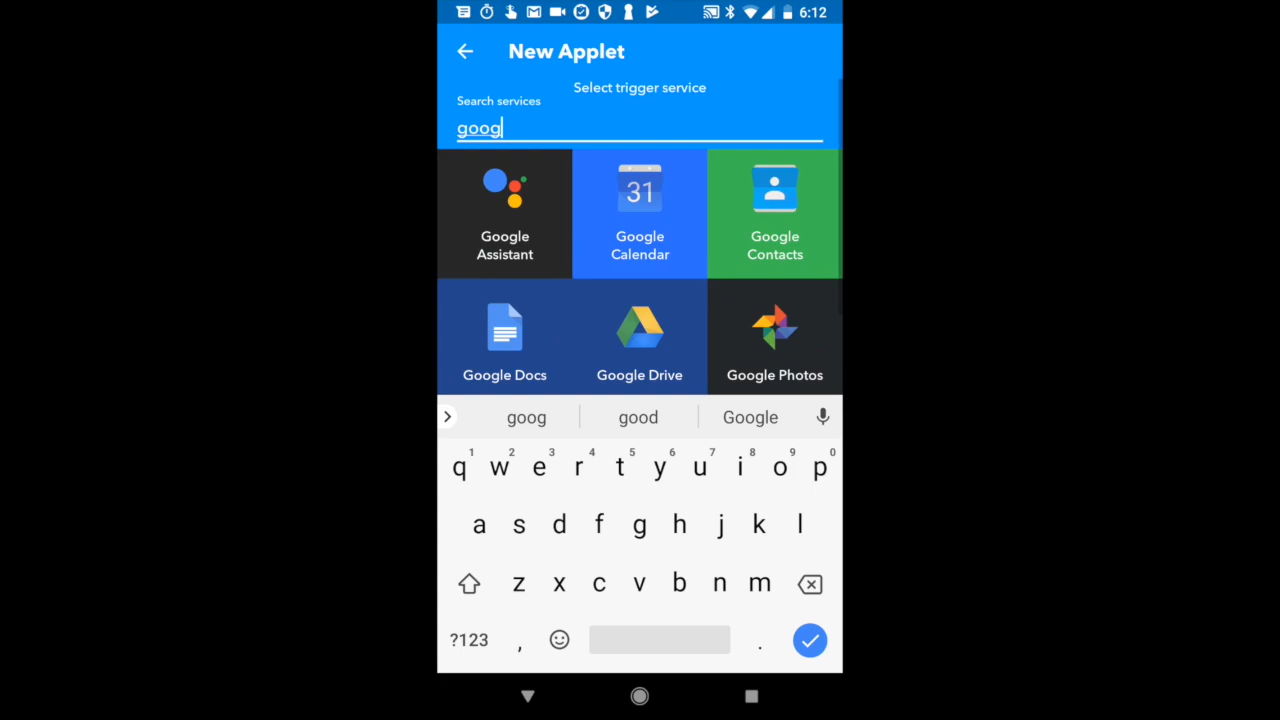 6:12
New Applet
Select trigger service
Search services
goog
31
Google Assistant
Google Calendar
Google Contacts
Google Docs
Google Drive
Google Photos
goog good Google
1 2 3 4 5 6 7 8 9 0
q w e r t y u i o p
a s d f g h j k l
z x c v b n m
?123 , .